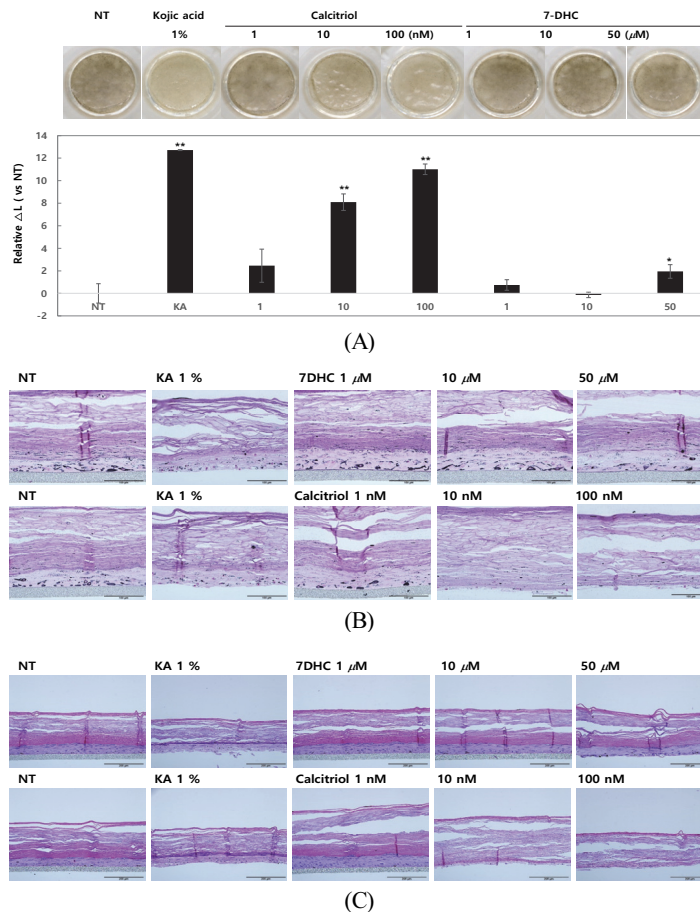 NT Kojic acid Calcitriol 7-DHC
1% 1 10 100 (nM) 1 10 50 (μM)
14
12
10
8
6
4
2
0
-2
Relative △L ( vs NT)
** ** ** *
NT KA 1 10 100 1 10 50
(A)
NT KA 1 % 7DHC 1 μM 10 μM 50 μM
NT KA 1 % Calcitriol 1 nM 10 nM 100 nM
(B)
NT KA 1 % 7DHC 1 μM 10 μM 50 μM
NT KA 1 % Calcitriol 1 nM 10 nM 100 nM
(C)